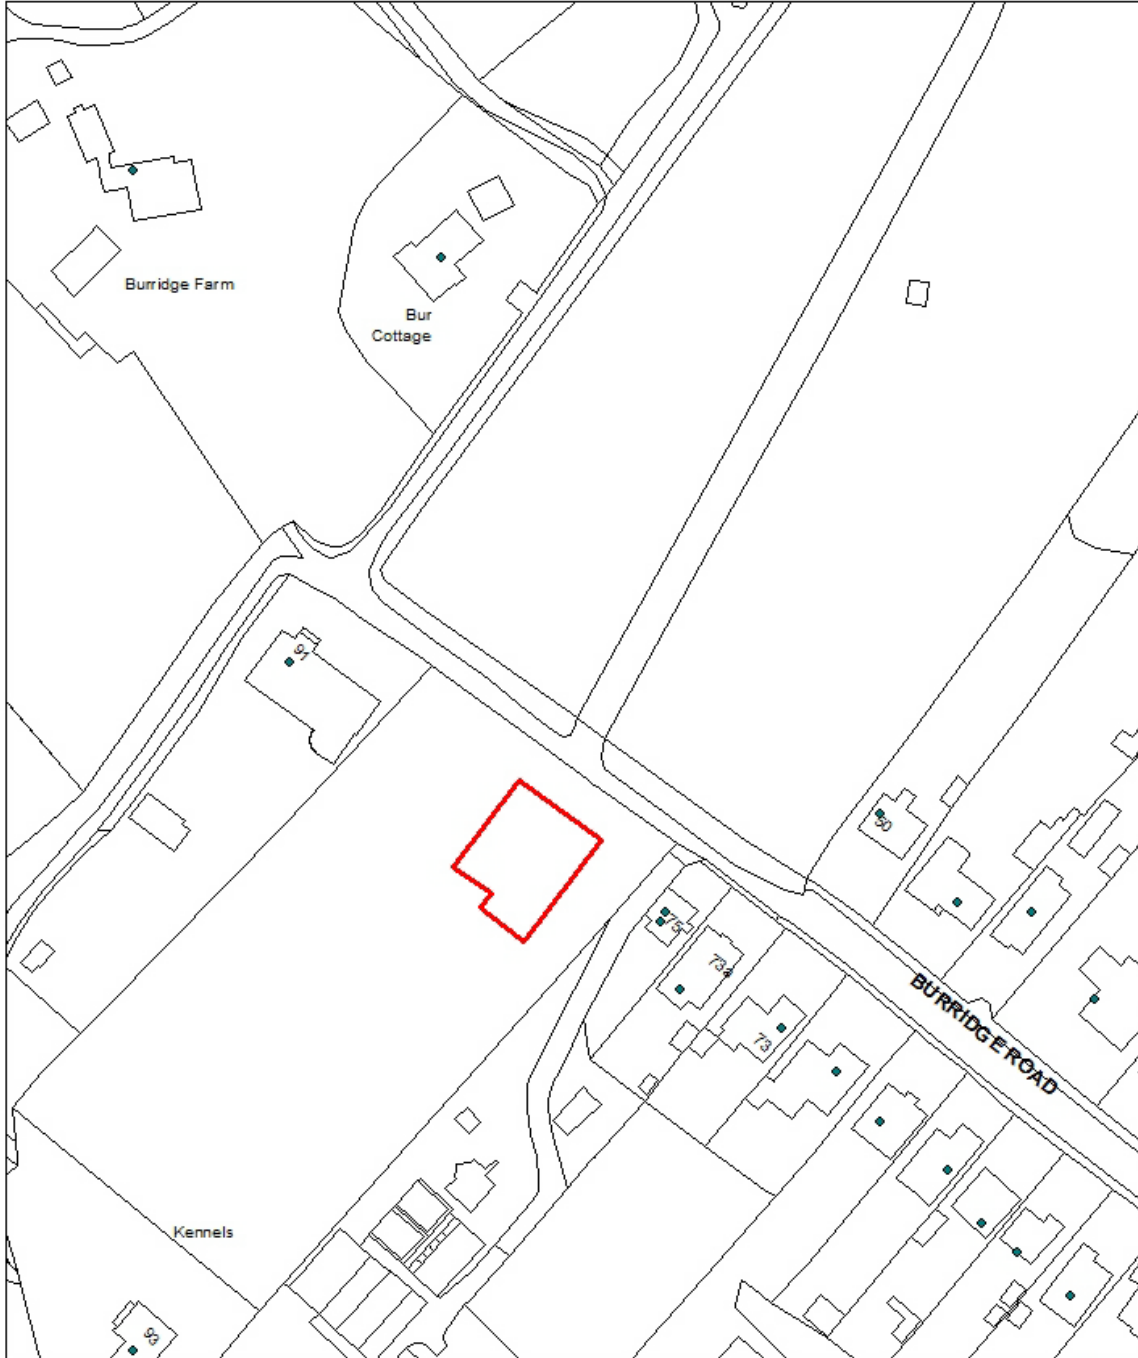 Burridge Farm
Bur
Cottage
91
50
75
73a
BURRIDGE ROAD
73
Kennels
93